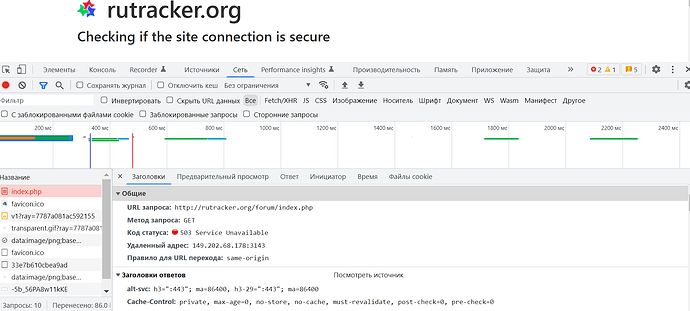 rutracker.org
Checking if the site connection is secure
Элементы Консоль Recorder Источники Сеть Performance insights Производительность Память Приложение Защита » 2 1 5
Сохранять журнал Отключить кеш Без ограничения
Фильтр Инвертировать Скрыть URL данных Все Fetch/XHR JS CSS Изображение Носитель Шрифт Документ WS Wasm Манифест Другое
С заблокированными файлами cookie Заблокированные запросы Сторонние запросы
200 мс 400 мс 600 мс 800 мс 1000 мс 1200 мс 1400 мс 1600 мс 1800 мс 2000 мс 2200 мс 2400 мс
Название
index.php
favicon.ico
v1?ray=7787a081ac592155
transparent.gif?ray=7787a081
data:image/png;base...
favicon.ico
33e7b610cbea9ad
data:image/png;base...
-5b_56PA8w11kKE
Запросы: 10 Перенесено: 86.0
Заголовки Предварительный просмотр Ответ Инициатор Время Файлы cookie
Общие
URL запроса: http://rutracker.org/forum/index.php
Метод запроса: GET
Код статуса: 503 Service Unavailable
Удаленный адрес: 149.202.68.178:3143
Правило для URL перехода: same-origin
Заголовки ответов Посмотреть источник
alt-svc: h3=":443"; ma=86400, h3-29=":443"; ma=86400
Cache-Control: private, max-age=0, no-store, no-cache, must-revalidate, post-check=0, pre-check=0